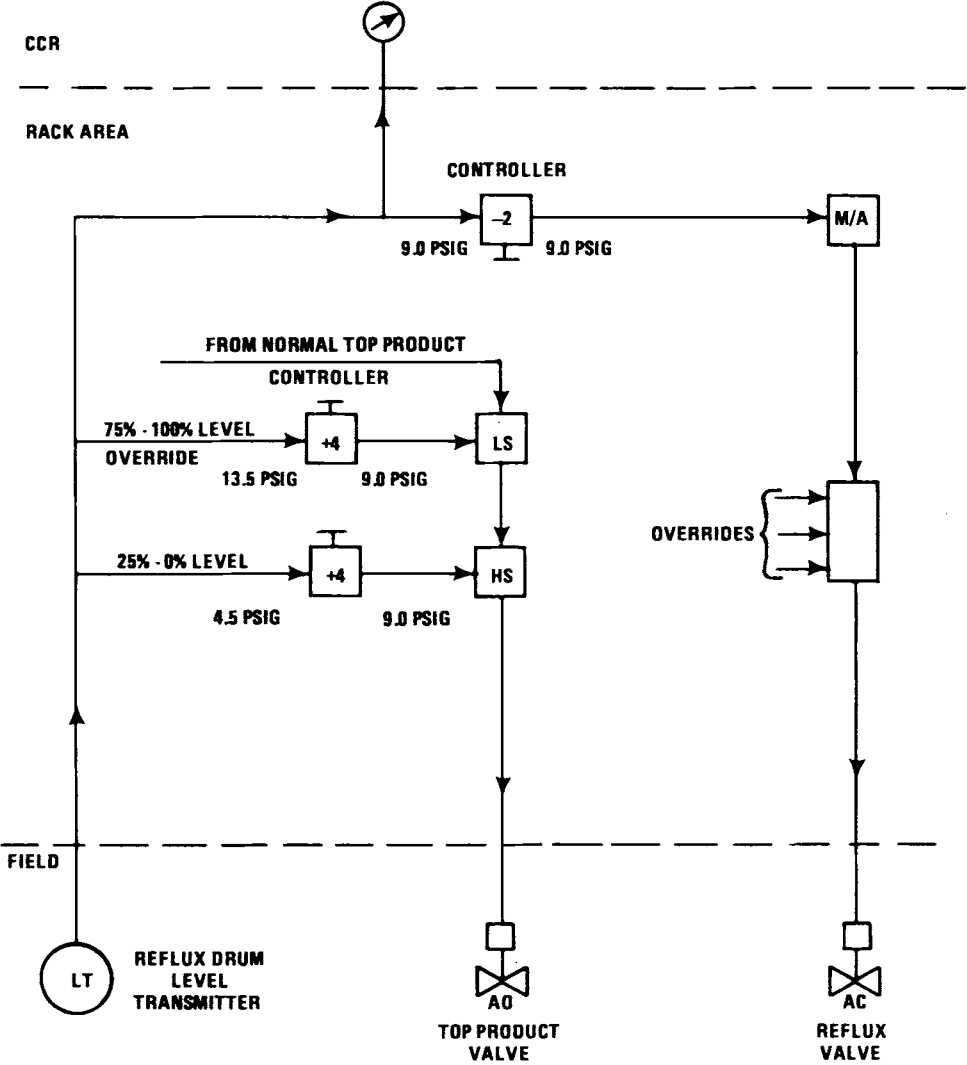 CCR
RACK AREA
CONTROLLER
-2
M/A
9.0 PSIG
9.0 PSIG
FROM NORMAL TOP PRODUCT
CONTROLLER
75% - 100% LEVEL
OVERRIDE
+4
LS
13.5 PSIG
9.0 PSIG
OVERRIDES
25% - 0% LEVEL
+4
HS
4.5 PSIG
9.0 PSIG
FIELD
LT
REFLUX DRUM
LEVEL
TRANSMITTER
AO
TOP PRODUCT
VALVE
AC
REFLUX
VALVE